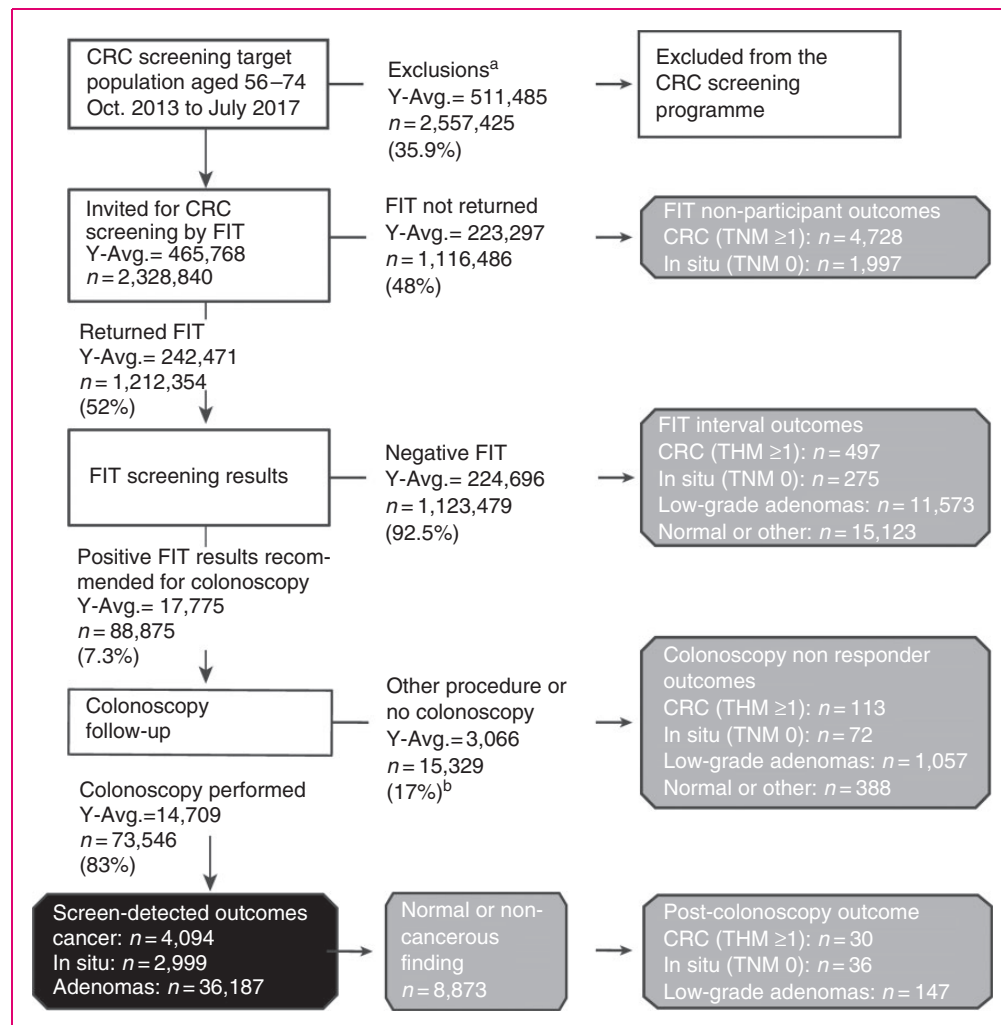 CRC screening target
population aged 56–74
Oct. 2013 to July 2017
Exclusionsᵃ
Y-Avg.= 511,485
n = 2,557,425
(35.9%)
Excluded from the
CRC screening
programme
Invited for CRC
screening by FIT
Y-Avg.= 465,768
n = 2,328,840
FIT not returned
Y-Avg.= 223,297
n = 1,116,486
(48%)
FIT non-participant outcomes
CRC (TNM ≥1): n = 4,728
In situ (TNM 0): n = 1,997
Returned FIT
Y-Avg.= 242,471
n = 1,212,354
(52%)
FIT screening results
Negative FIT
Y-Avg.= 224,696
n = 1,123,479
(92.5%)
FIT interval outcomes
CRC (THM ≥1): n = 497
In situ (TNM 0): n = 275
Low-grade adenomas: n = 11,573
Normal or other: n = 15,123
Positive FIT results recom-
mended for colonoscopy
Y-Avg.= 17,775
n = 88,875
(7.3%)
Colonoscopy
follow-up
Other procedure or
no colonoscopy
Y-Avg.=3,066
n = 15,329
(17%)ᵇ
Colonoscopy non responder
outcomes
CRC (THM ≥1): n = 113
In situ (TNM 0): n = 72
Low-grade adenomas: n = 1,057
Normal or other: n = 388
Colonoscopy performed
Y-Avg.=14,709
n = 73,546
(83%)
Screen-detected outcomes
cancer: n = 4,094
In situ: n = 2,999
Adenomas: n = 36,187
Normal or non-
cancerous
finding
n = 8,873
Post-colonoscopy outcome
CRC (THM ≥1): n = 30
In situ (TNM 0): n = 36
Low-grade adenomas: n = 147